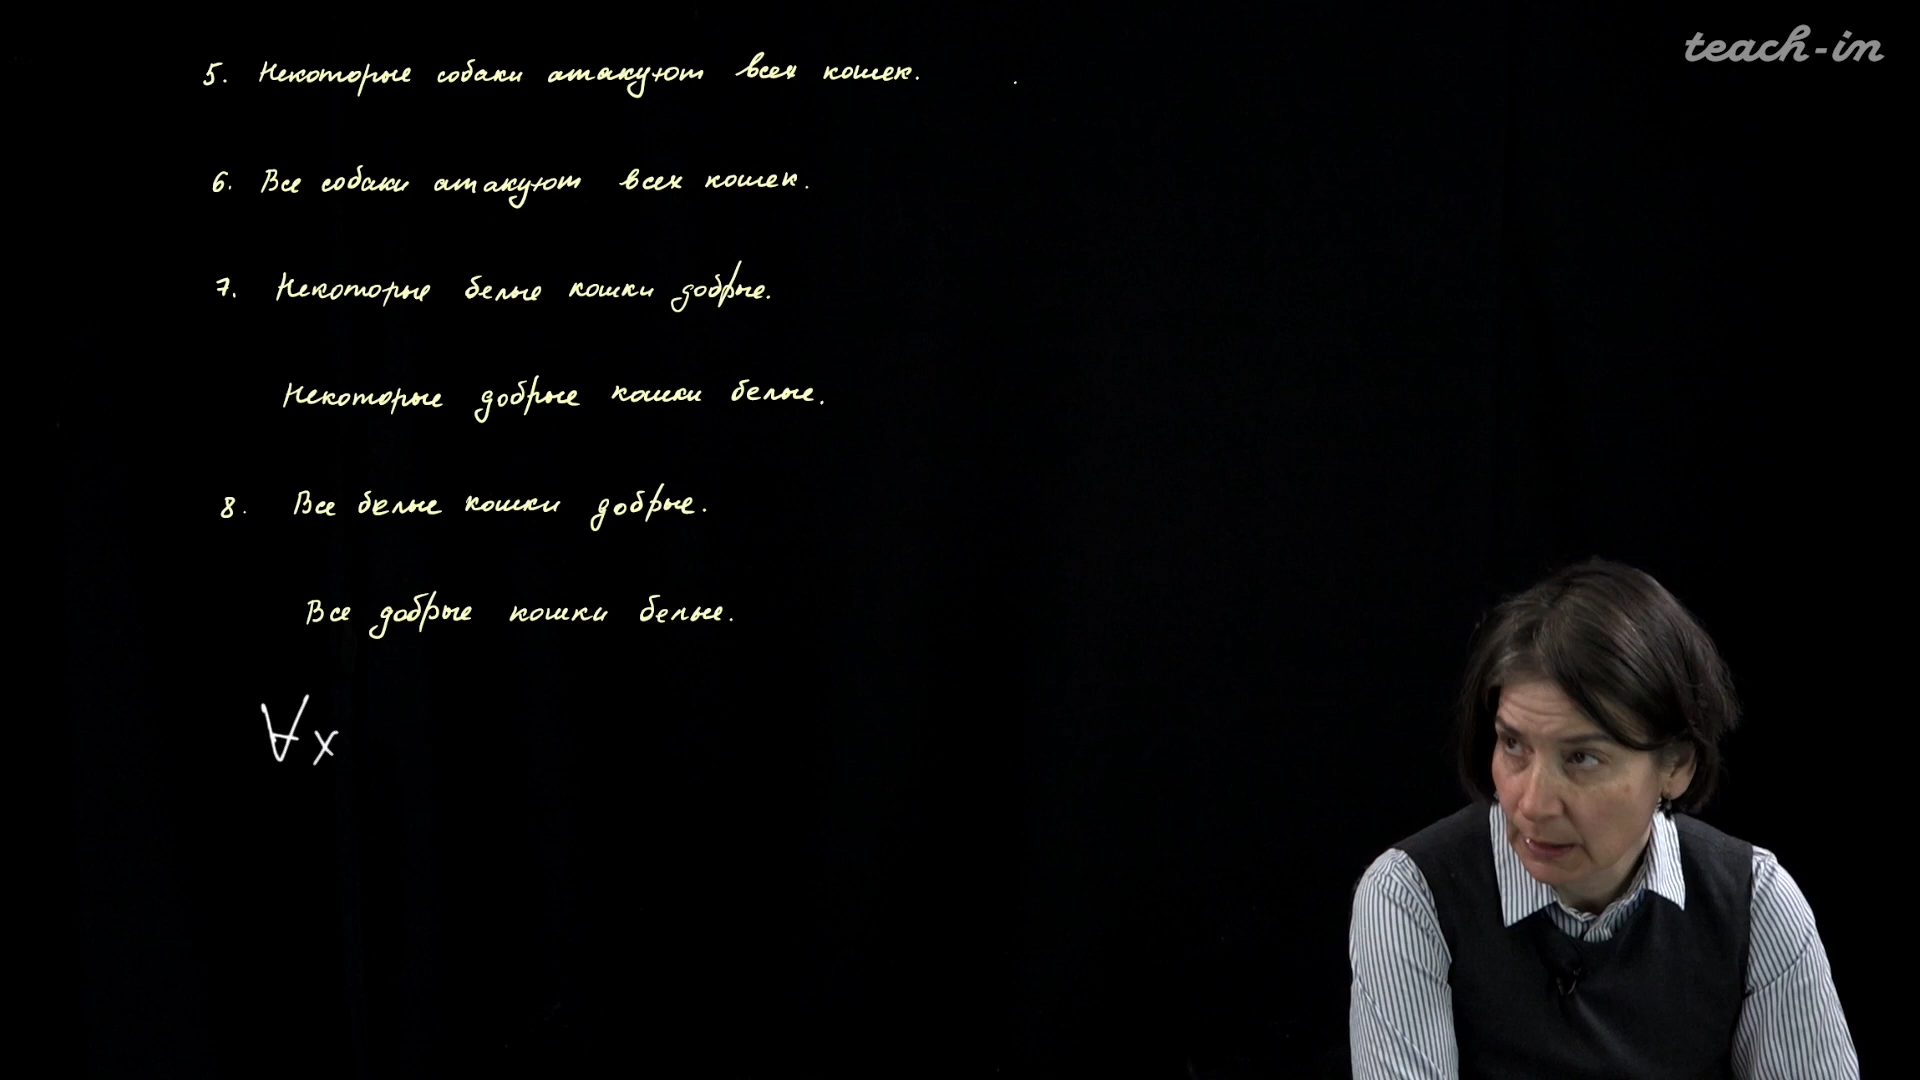 teach-in
5. Некоторые собаки атакуют всех кошек.
6. Все собаки атакуют всех кошек.
7. Некоторые белые кошки добрые.
Некоторые добрые кошки белые.
8. Все белые кошки добрые.
Все добрые кошки белые.
∀x